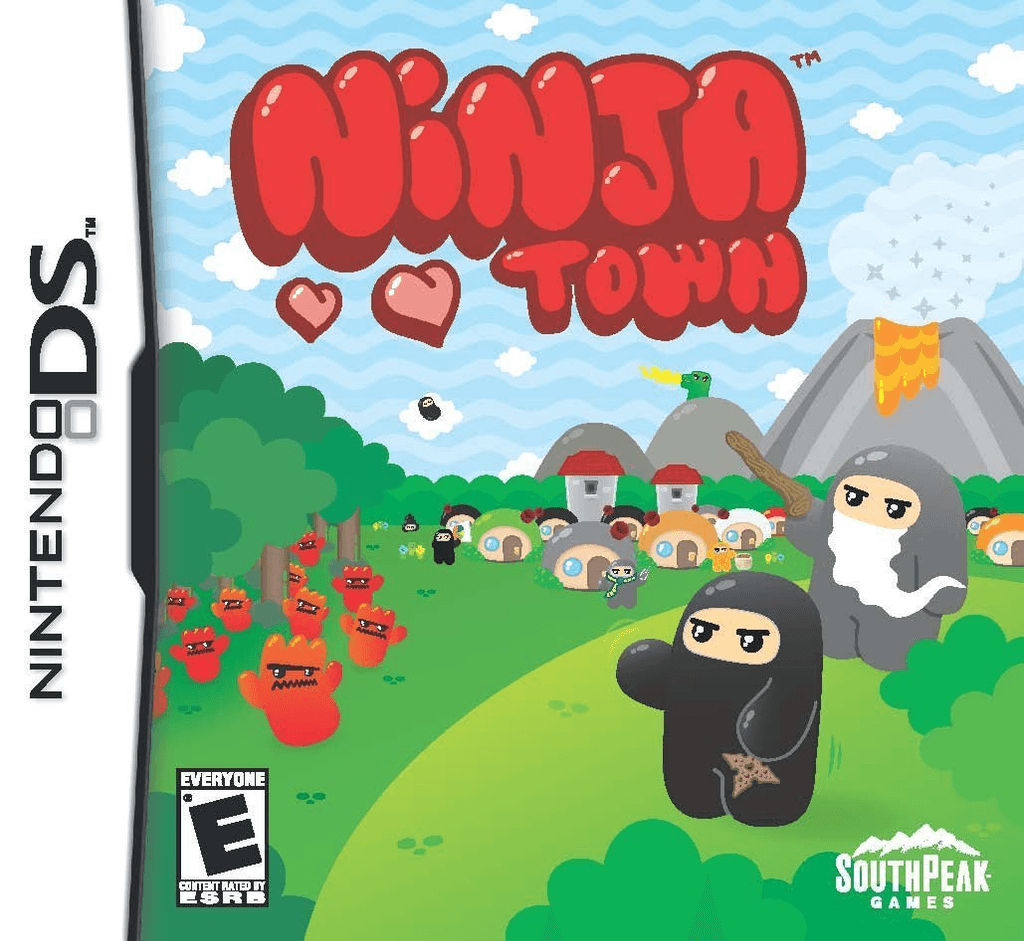 NINTENDO DS™
NiNJA™
TOWN
EVERYONE
E
®
CONTENT RATED BY
ESRB
SOUTHPEAK
GAMES